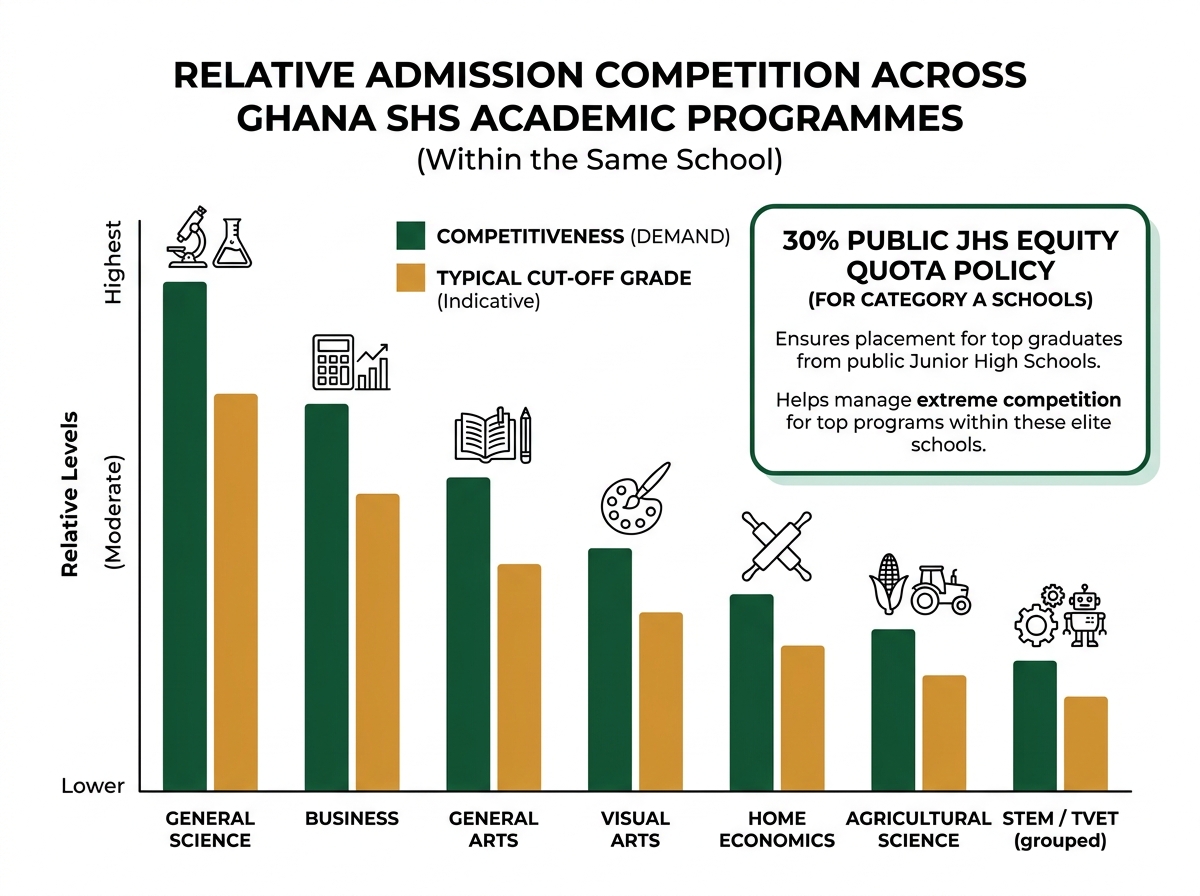 RELATIVE ADMISSION COMPETITION ACROSS
GHANA SHS ACADEMIC PROGRAMMES
(Within the Same School)
COMPETITIVENESS (DEMAND)
TYPICAL CUT-OFF GRADE
(Indicative)
30% PUBLIC JHS EQUITY
QUOTA POLICY
(FOR CATEGORY A SCHOOLS)
Ensures placement for top graduates
from public Junior High Schools.
Helps manage extreme competition
for top programs within these elite
schools.
Relative Levels
Highest
(Moderate)
Lower
GENERAL
SCIENCE
BUSINESS
GENERAL
ARTS
VISUAL
ARTS
HOME
ECONOMICS
AGRICULTURAL
SCIENCE
STEM / TVET
(grouped)